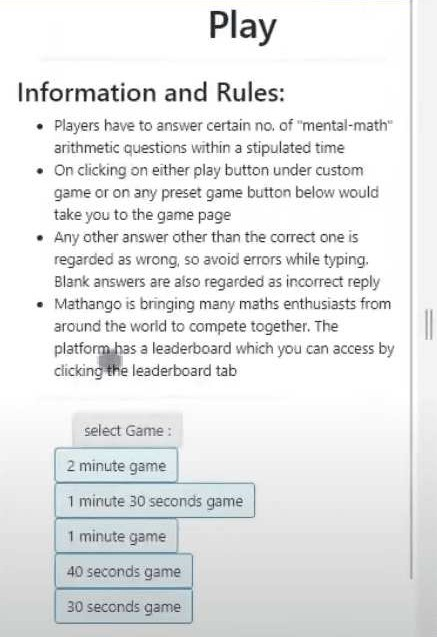 Play
Information and Rules:
• Players have to answer certain no. of "mental-math"
arithmetic questions within a stipulated time
• On clicking on either play button under custom
game or on any preset game button below would
take you to the game page
• Any other answer other than the correct one is
regarded as wrong, so avoid errors while typing.
Blank answers are also regarded as incorrect reply
• Mathango is bringing many maths enthusiasts from
around the world to compete together. The
platform has a leaderboard which you can access by
clicking the leaderboard tab
select Game :
2 minute game
1 minute 30 seconds game
1 minute game
40 seconds game
30 seconds game